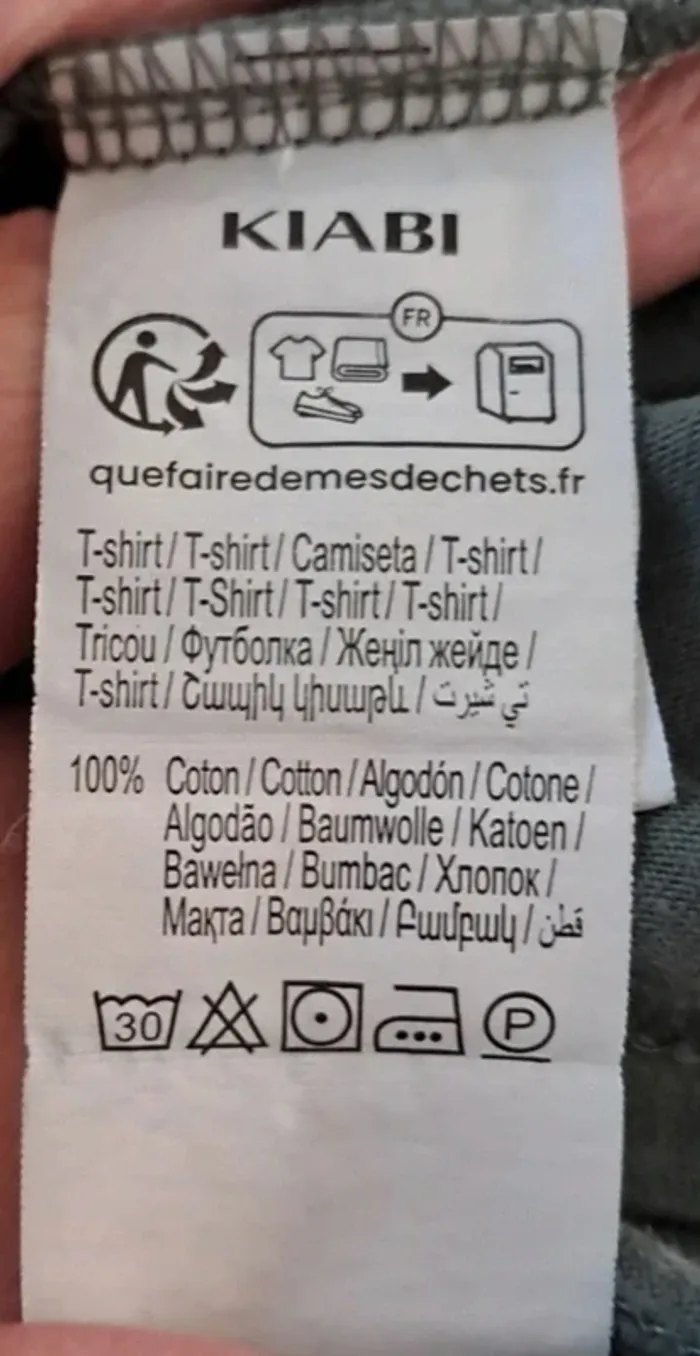 KIABI
FR
quefairedemesdechets.fr
T-shirt / T-shirt / Camiseta / T-shirt /
T-shirt / T-Shirt / T-shirt / T-shirt /
Tricou / Футболка / Жеңіл жейде /
T-shirt / Շապիկ կիսաթև / تي شيرت
100% Coton / Cotton / Algodón / Cotone /
Algodão / Baumwolle / Katoen /
Bawełna / Bumbac / Хлопок /
Мақта / Βαμβάκι / Բամբակ / قطن
30
P